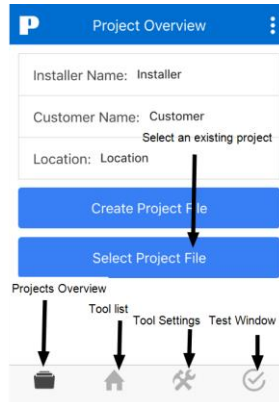 P Project Overview
Installer Name: Installer
Customer Name: Customer
Select an existing project
Location: Location
Create Project File
Select Project File
Projects Overview
Tool list
Tool Settings Test Window